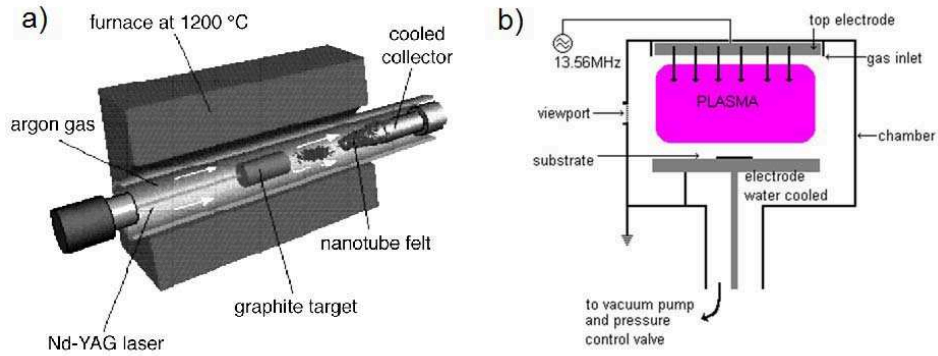 a)
furnace at 1200 °C
cooled
collector
argon gas
nanotube felt
graphite target
Nd-YAG laser
b)
top electrode
gas inlet
13.56MHz
PLASMA
viewport
chamber
substrate
electrode
water cooled
to vacuum pump
and pressure
control valve